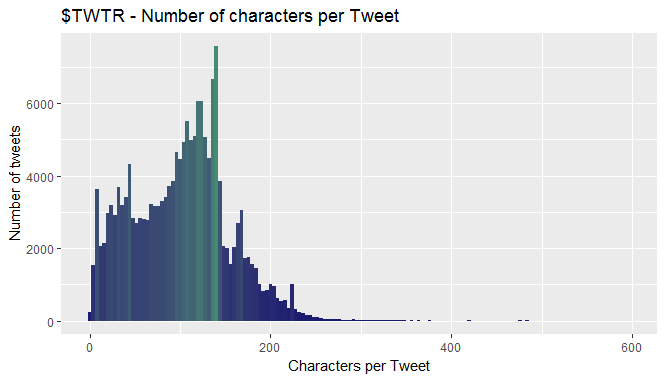 $TWTR - Number of characters per Tweet
Number of tweets
6000
4000
2000
0
0
200
400
600
Characters per Tweet